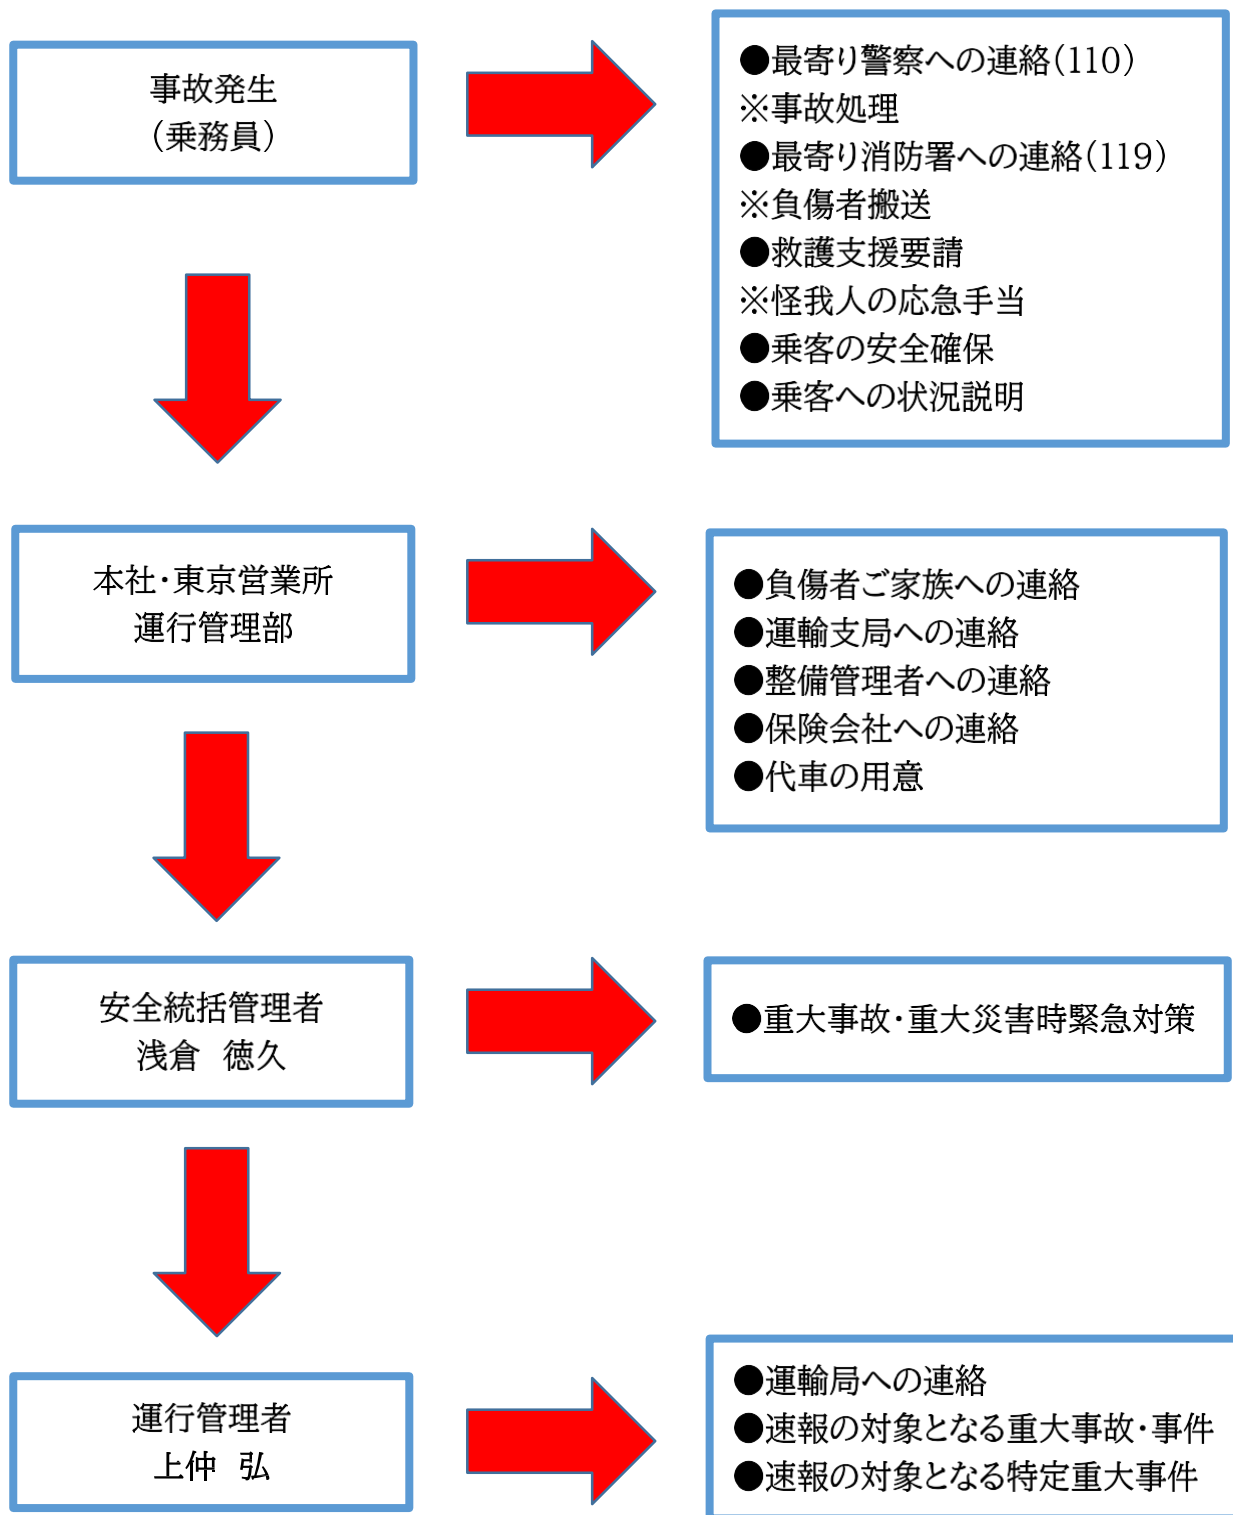 事故発生
(乗務員)
●最寄り警察への連絡(110)
※事故処理
●最寄り消防署への連絡(119)
※負傷者搬送
●救護支援要請
※怪我人の応急手当
●乗客の安全確保
●乗客への状況説明
本社・東京営業所
運行管理部
●負傷者ご家族への連絡
●運輸支局への連絡
●整備管理者への連絡
●保険会社への連絡
●代車の用意
安全統括管理者
浅倉　徳久
●重大事故・重大災害時緊急対策
運行管理者
上仲　弘
●運輸局への連絡
●速報の対象となる重大事故・事件
●速報の対象となる特定重大事件